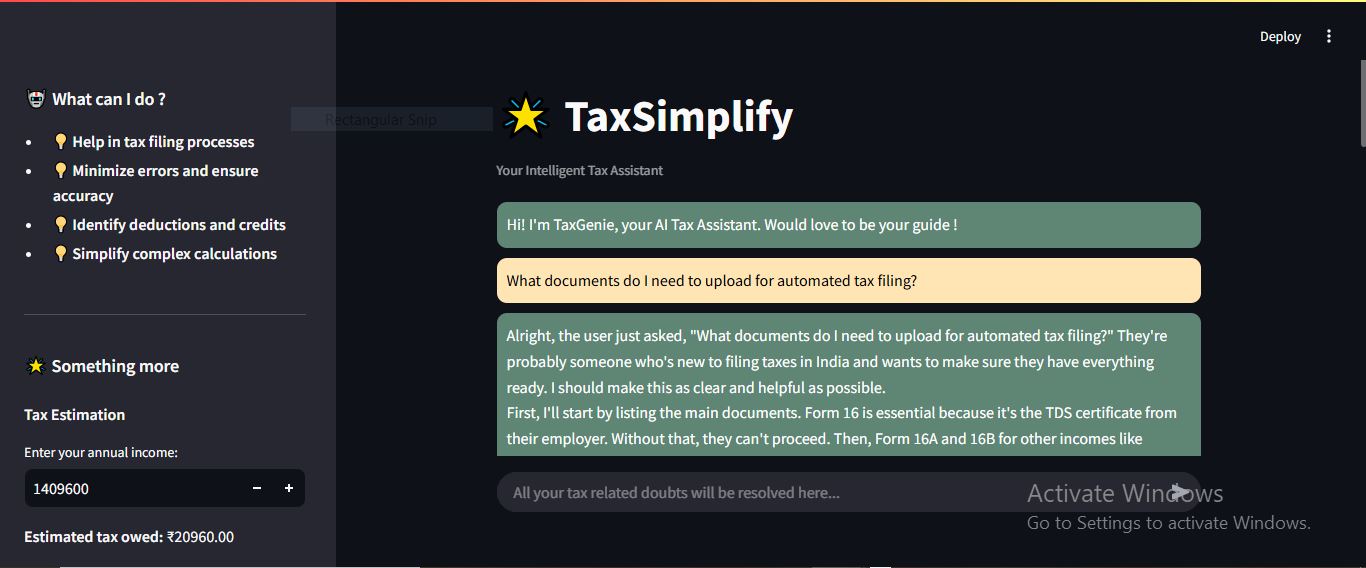 Deploy
What can I do ?
Help in tax filing processes
Minimize errors and ensure
accuracy
Identify deductions and credits
Simplify complex calculations
Something more
Tax Estimation
Enter your annual income:
1409600
Estimated tax owed: ₹20960.00
Rectangular Snip
TaxSimplify
Your Intelligent Tax Assistant
Hi! I'm TaxGenie, your AI Tax Assistant. Would love to be your guide !
What documents do I need to upload for automated tax filing?
Alright, the user just asked, "What documents do I need to upload for automated tax filing?" They're
probably someone who's new to filing taxes in India and wants to make sure they have everything
ready. I should make this as clear and helpful as possible.
First, I'll start by listing the main documents. Form 16 is essential because it's the TDS certificate from
their employer. Without that, they can't proceed. Then, Form 16A and 16B for other incomes like
All your tax related doubts will be resolved here...
Activate Windows
Go to Settings to activate Windows.